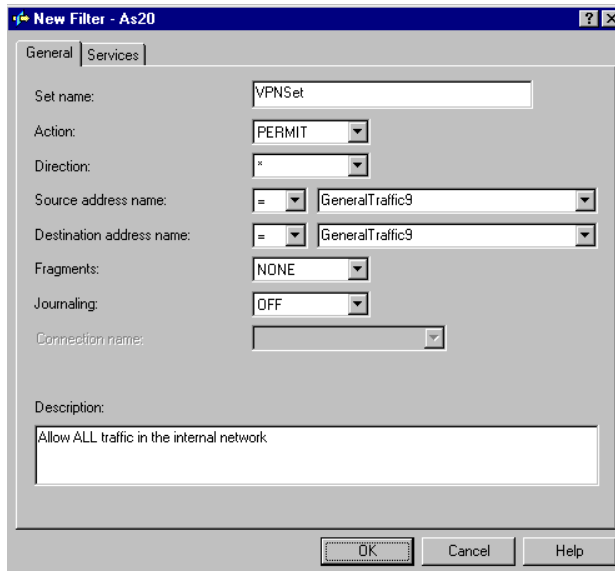 New Filter - As20
General Services
Set name: VPNSet
Action: PERMIT
Direction: *
Source address name: = GeneralTraffic9
Destination address name: = GeneralTraffic9
Fragments: NONE
Journaling: OFF
Connection name:
Description:
Allow ALL traffic in the internal network
OK Cancel Help